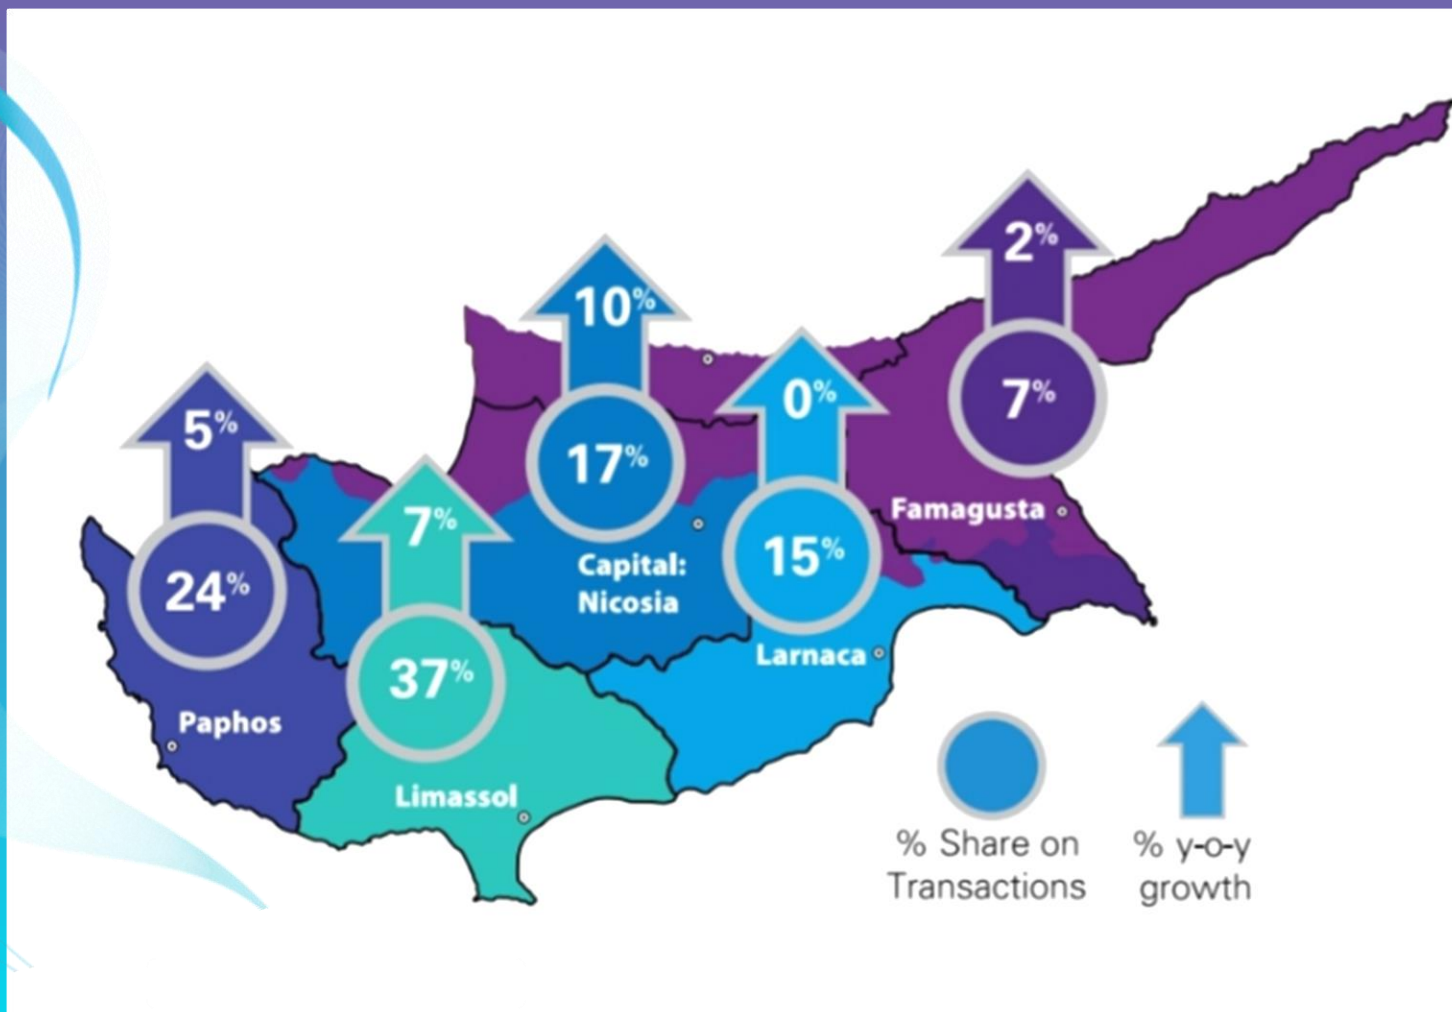 2%
10%
7%
0%
5%
17%
Famagusta
7%
15%
24%
Capital:
Nicosia
Larnaca
37%
Paphos
Limassol
% Share on
Transactions
% y-o-y
growth